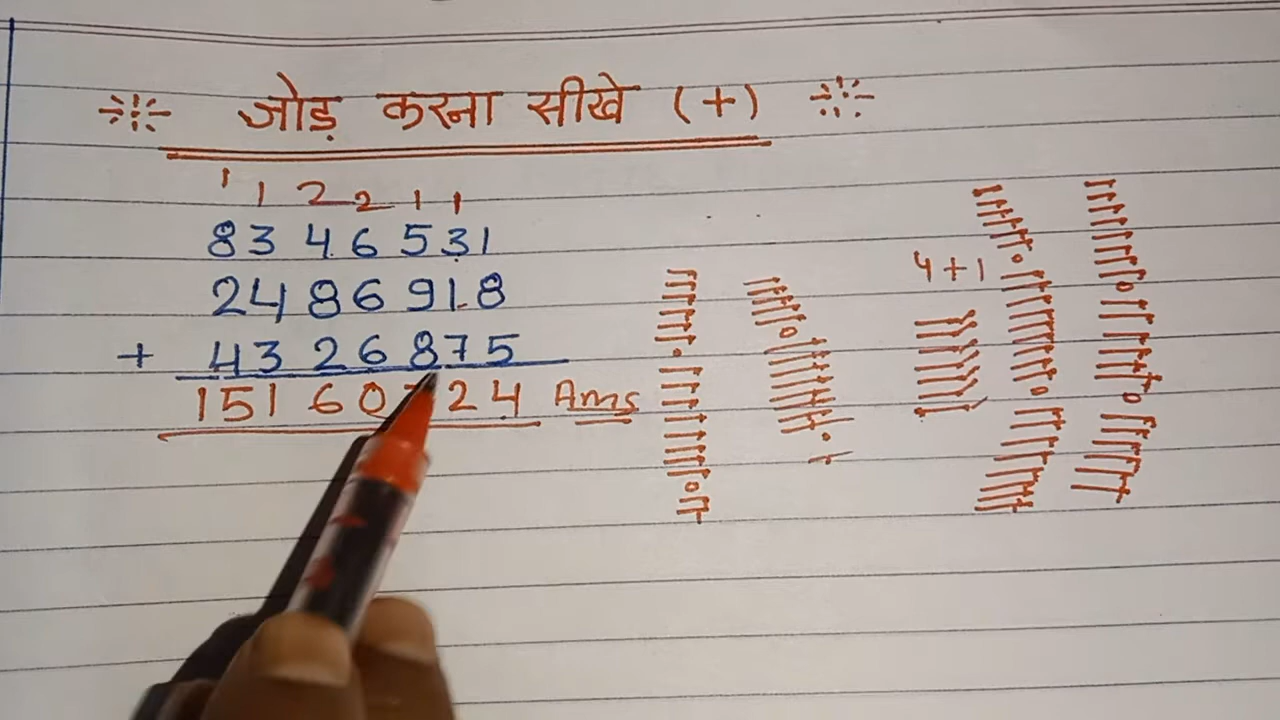 जोड़ करना सीखे (+)
1 1 2 2 1 1
8346531
2486918
+ 4326875
15160 24 Ans
4+1